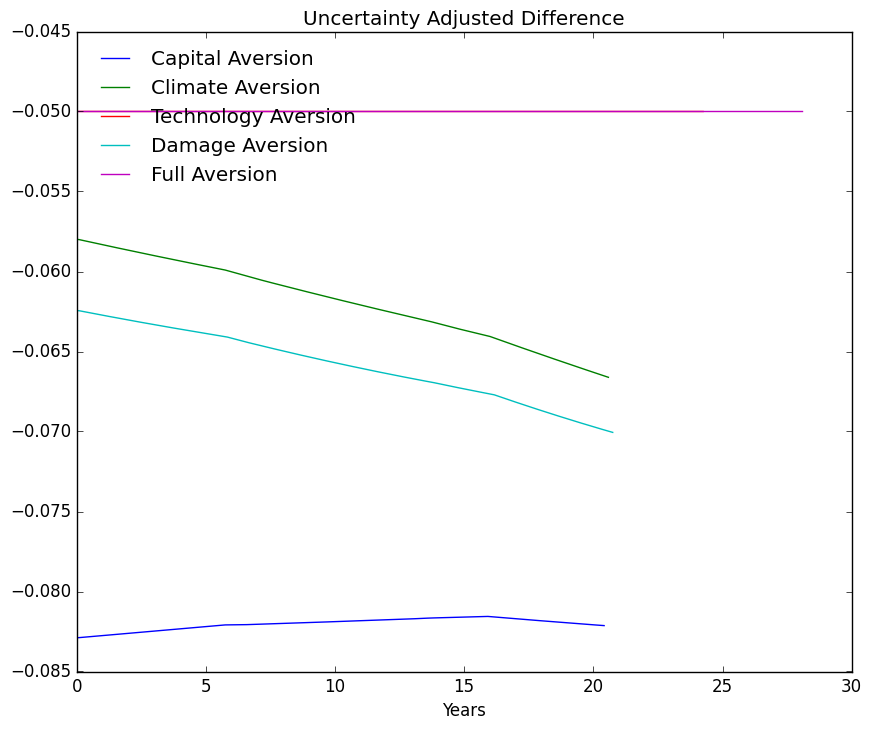 Uncertainty Adjusted Difference
−0.045
−0.050
−0.055
−0.060
−0.065
−0.070
−0.075
−0.080
−0.085
Capital Aversion
Climate Aversion
Technology Aversion
Damage Aversion
Full Aversion
0 5 10 15 20 25 30
Years